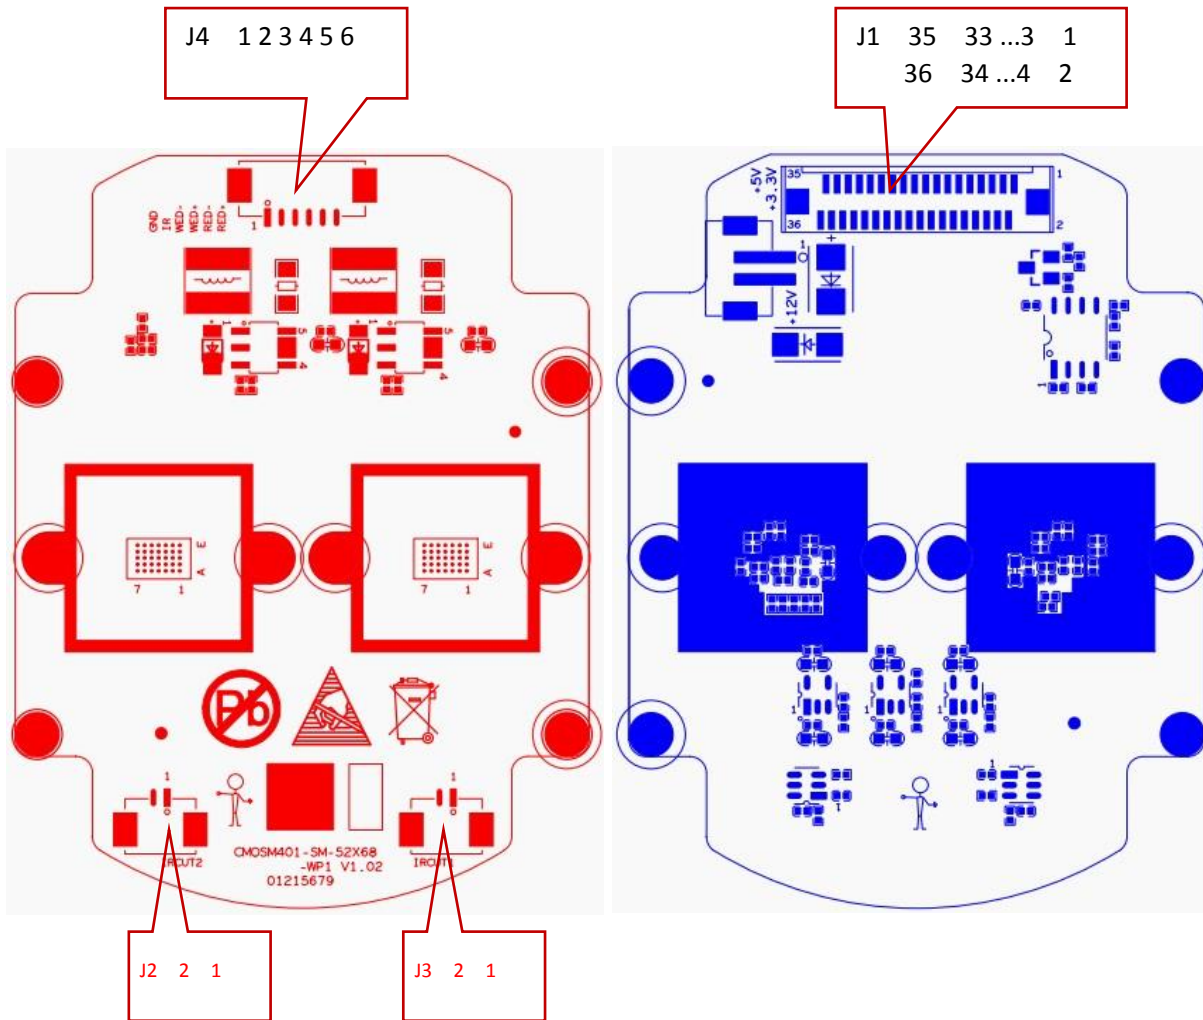 J4 1 2 3 4 5 6
J1 35 33 ...3 1
36 34 ...4 2
GND
IR
WED-
WED+
RED-
RED+
1
1
5
4
1
5
4
E
A
7 1
E
A
7 1
Pb
1
IRCUT2
1
CMOSM401-SM-52X68
-WP1 V1.02
01215679
J2 2 1
J3 2 1
+5V
+3.3V
35
1
36
2
1
+
+12V
1
1
1
1
1
1